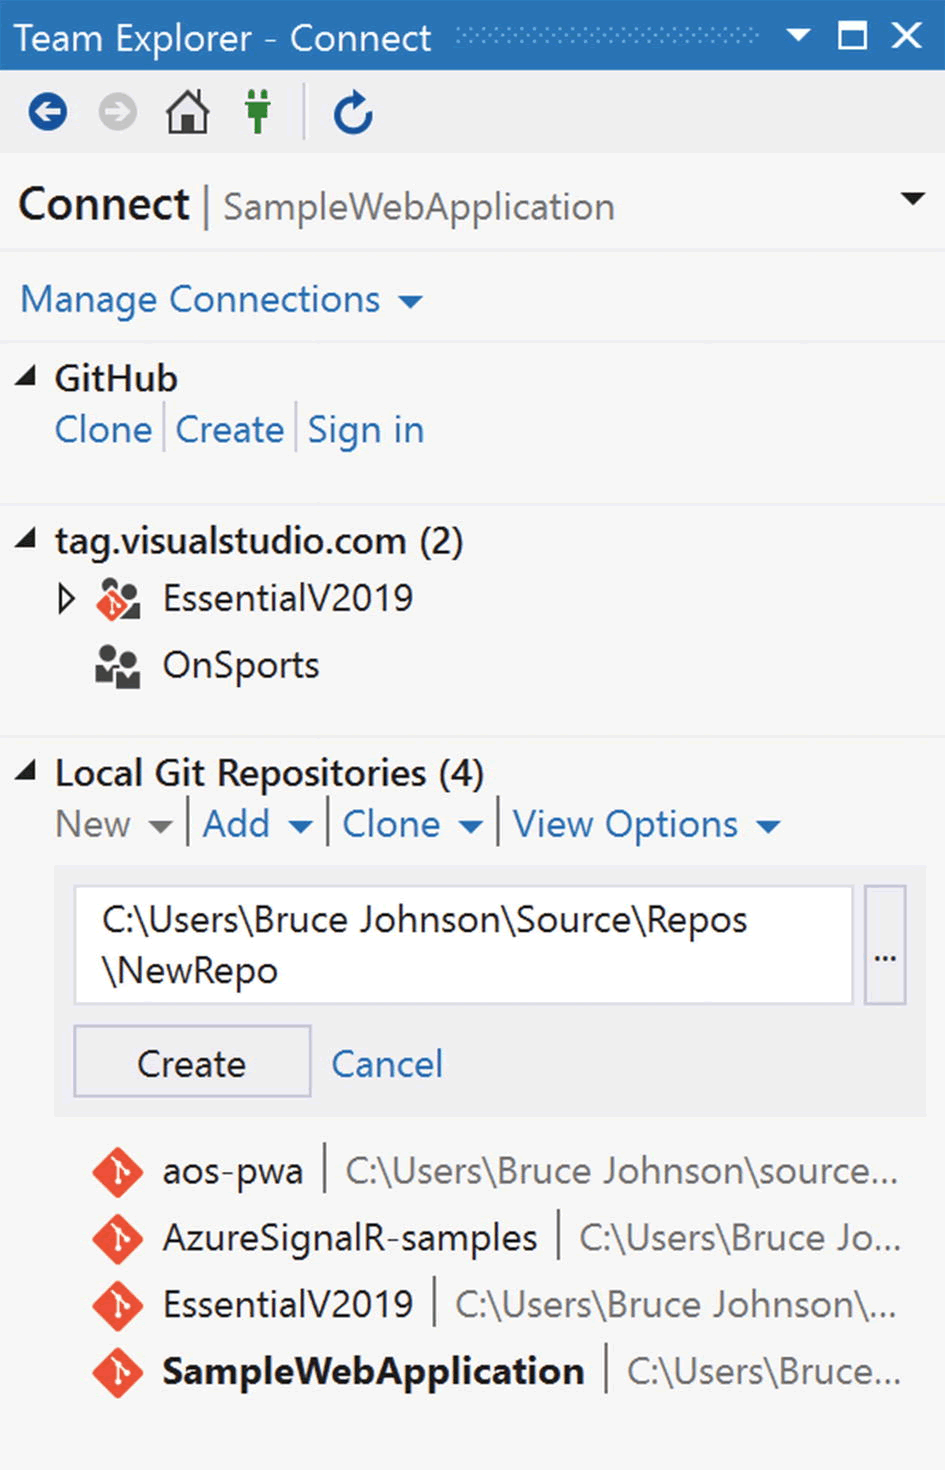 Team Explorer - Connect
Connect | SampleWebApplication
Manage Connections
GitHub
Clone | Create | Sign in
tag.visualstudio.com (2)
EssentialV2019
OnSports
Local Git Repositories (4)
New | Add | Clone | View Options
C:\Users\Bruce Johnson\Source\Repos
\NewRepo
...
Create Cancel
aos-pwa | C:\Users\Bruce Johnson\source...
AzureSignalR-samples | C:\Users\Bruce Jo...
EssentialV2019 | C:\Users\Bruce Johnson\...
SampleWebApplication | C:\Users\Bruce...